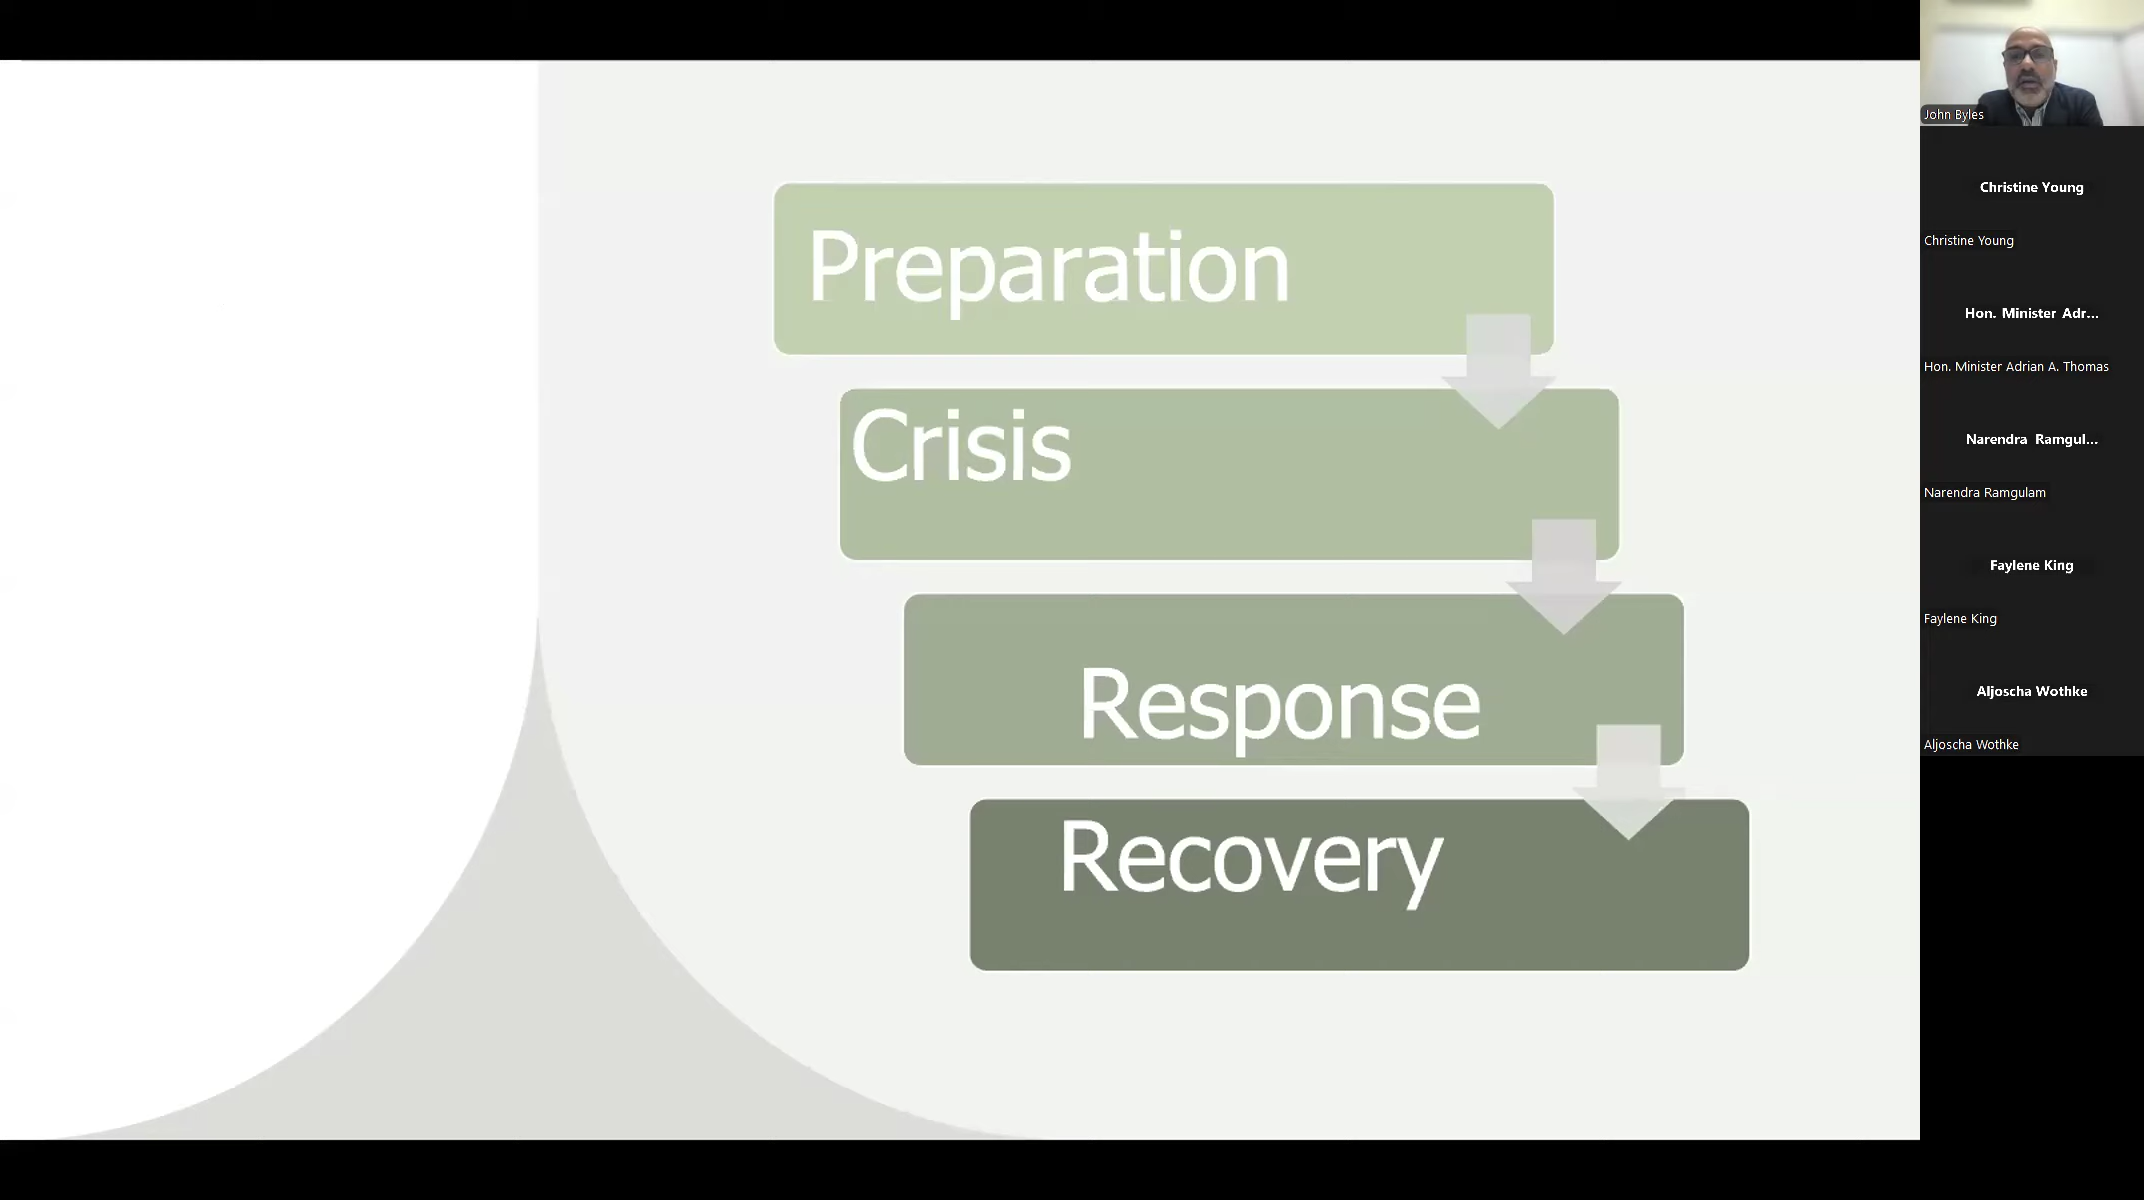 Preparation
Crisis
Response
Recovery
John Byles
Christine Young
Christine Young
Hon. Minister Adr...
Hon. Minister Adrian A. Thomas
Narendra Ramgul...
Narendra Ramgulam
Faylene King
Faylene King
Aljoscha Wothke
Aljoscha Wothke